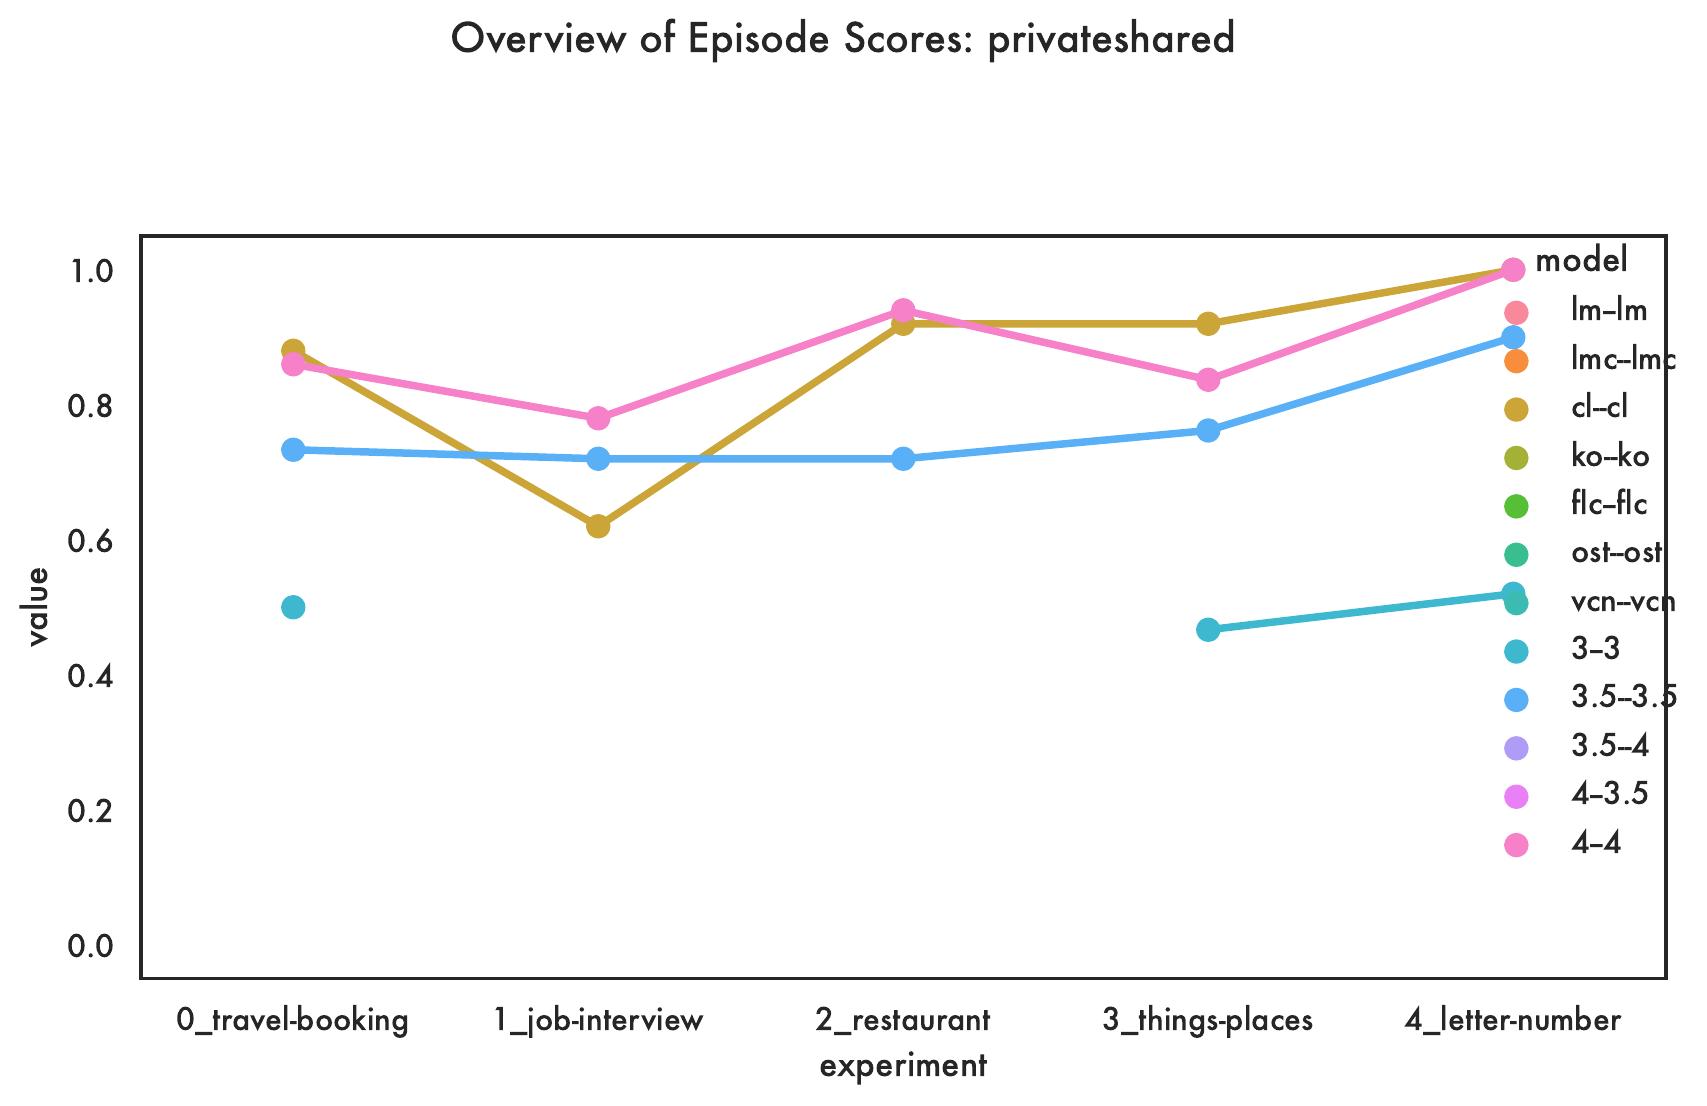 Overview of Episode Scores: privateshared
1.0
0.8
0.6
0.4
0.2
0.0
value
model
lm--lm
lmc--lmc
cl--cl
ko--ko
flc--flc
ost--ost
vcn--vcn
3--3
3.5--3.5
3.5--4
4--3.5
4--4
0_travel-booking 1_job-interview 2_restaurant 3_things-places 4_letter-number
experiment